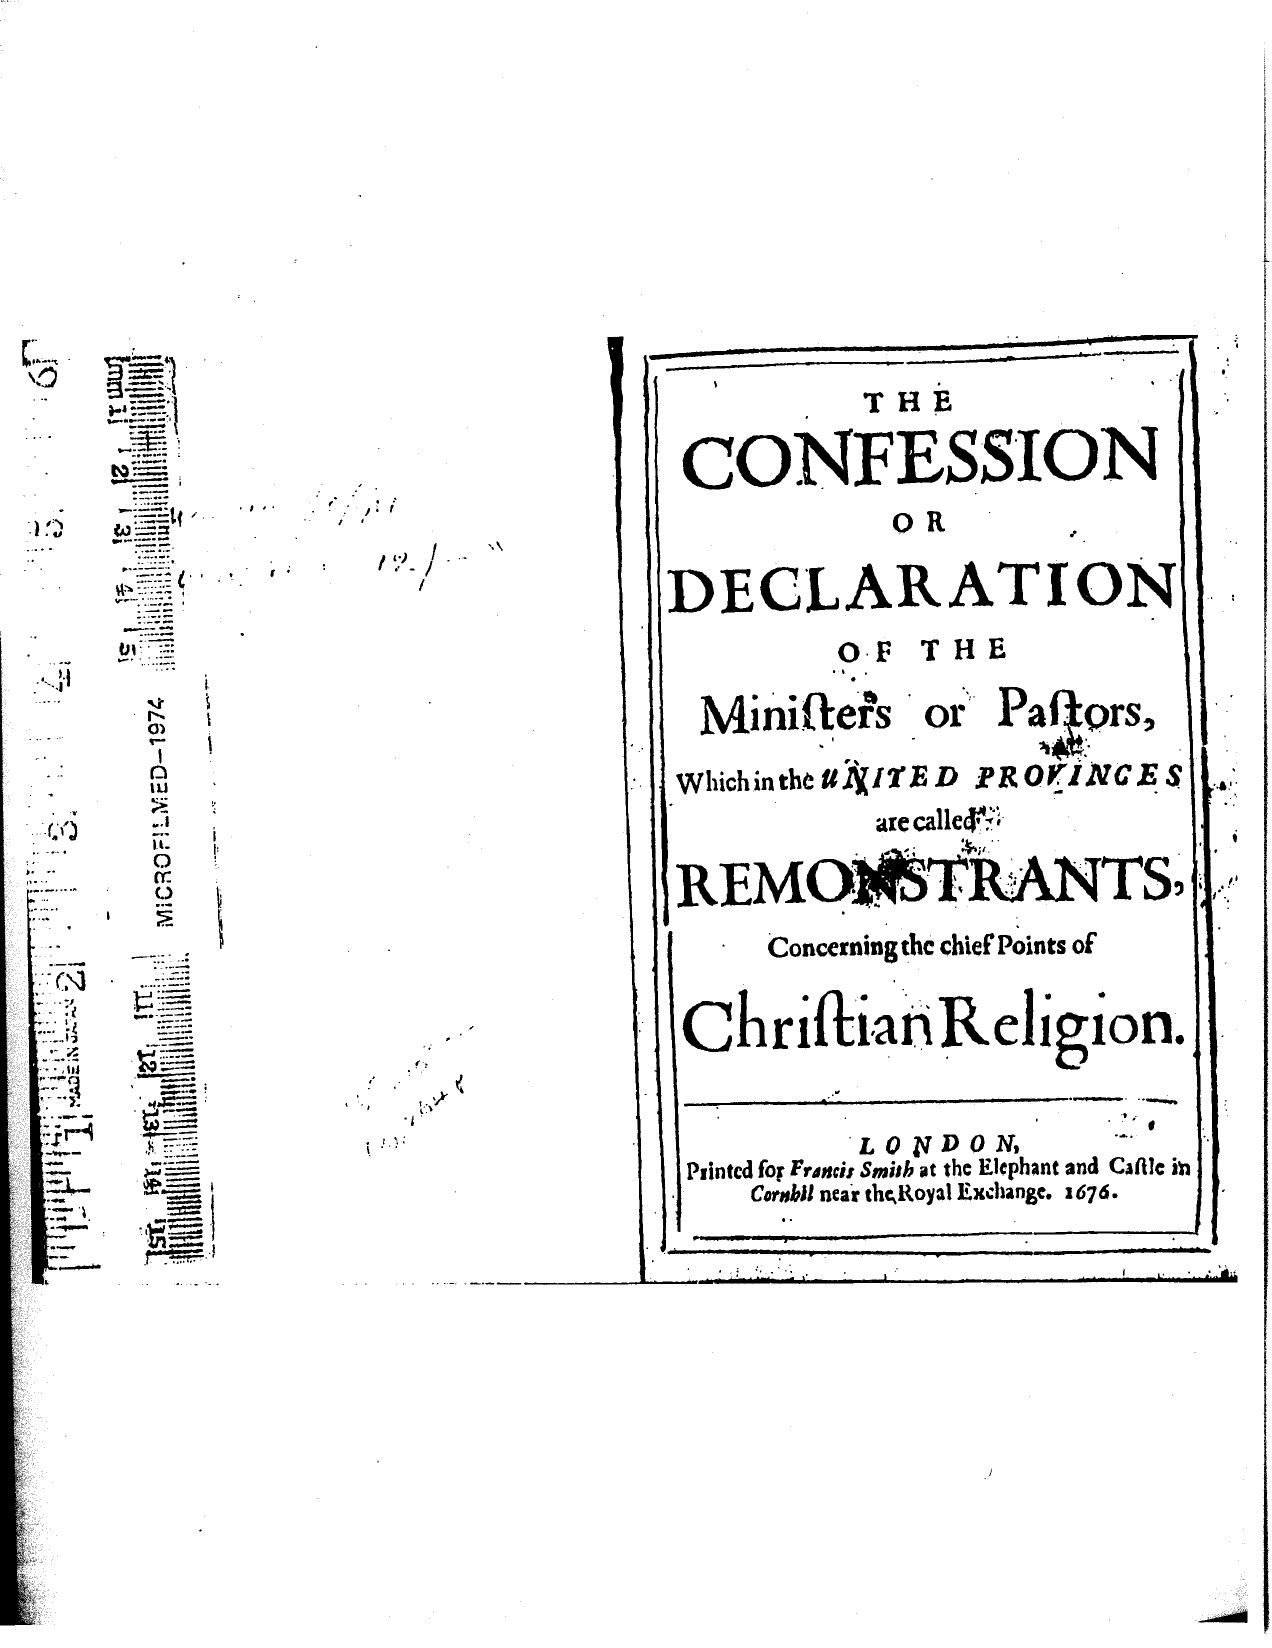 THE
CONFESSION
OR
DECLARATION
OF THE
Miniſters or Paſtors,
Which in the UNITED PROVINCES
are called
REMONSTRANTS,
Concerning the chief Points of
Chriſtian Religion.
LONDON,
Printed for Francis Smith at the Elephant and Caſtle in
Cornhil near the Royal Exchange. 1676.
MICROFILMED–1974
MADE IN JAPAN